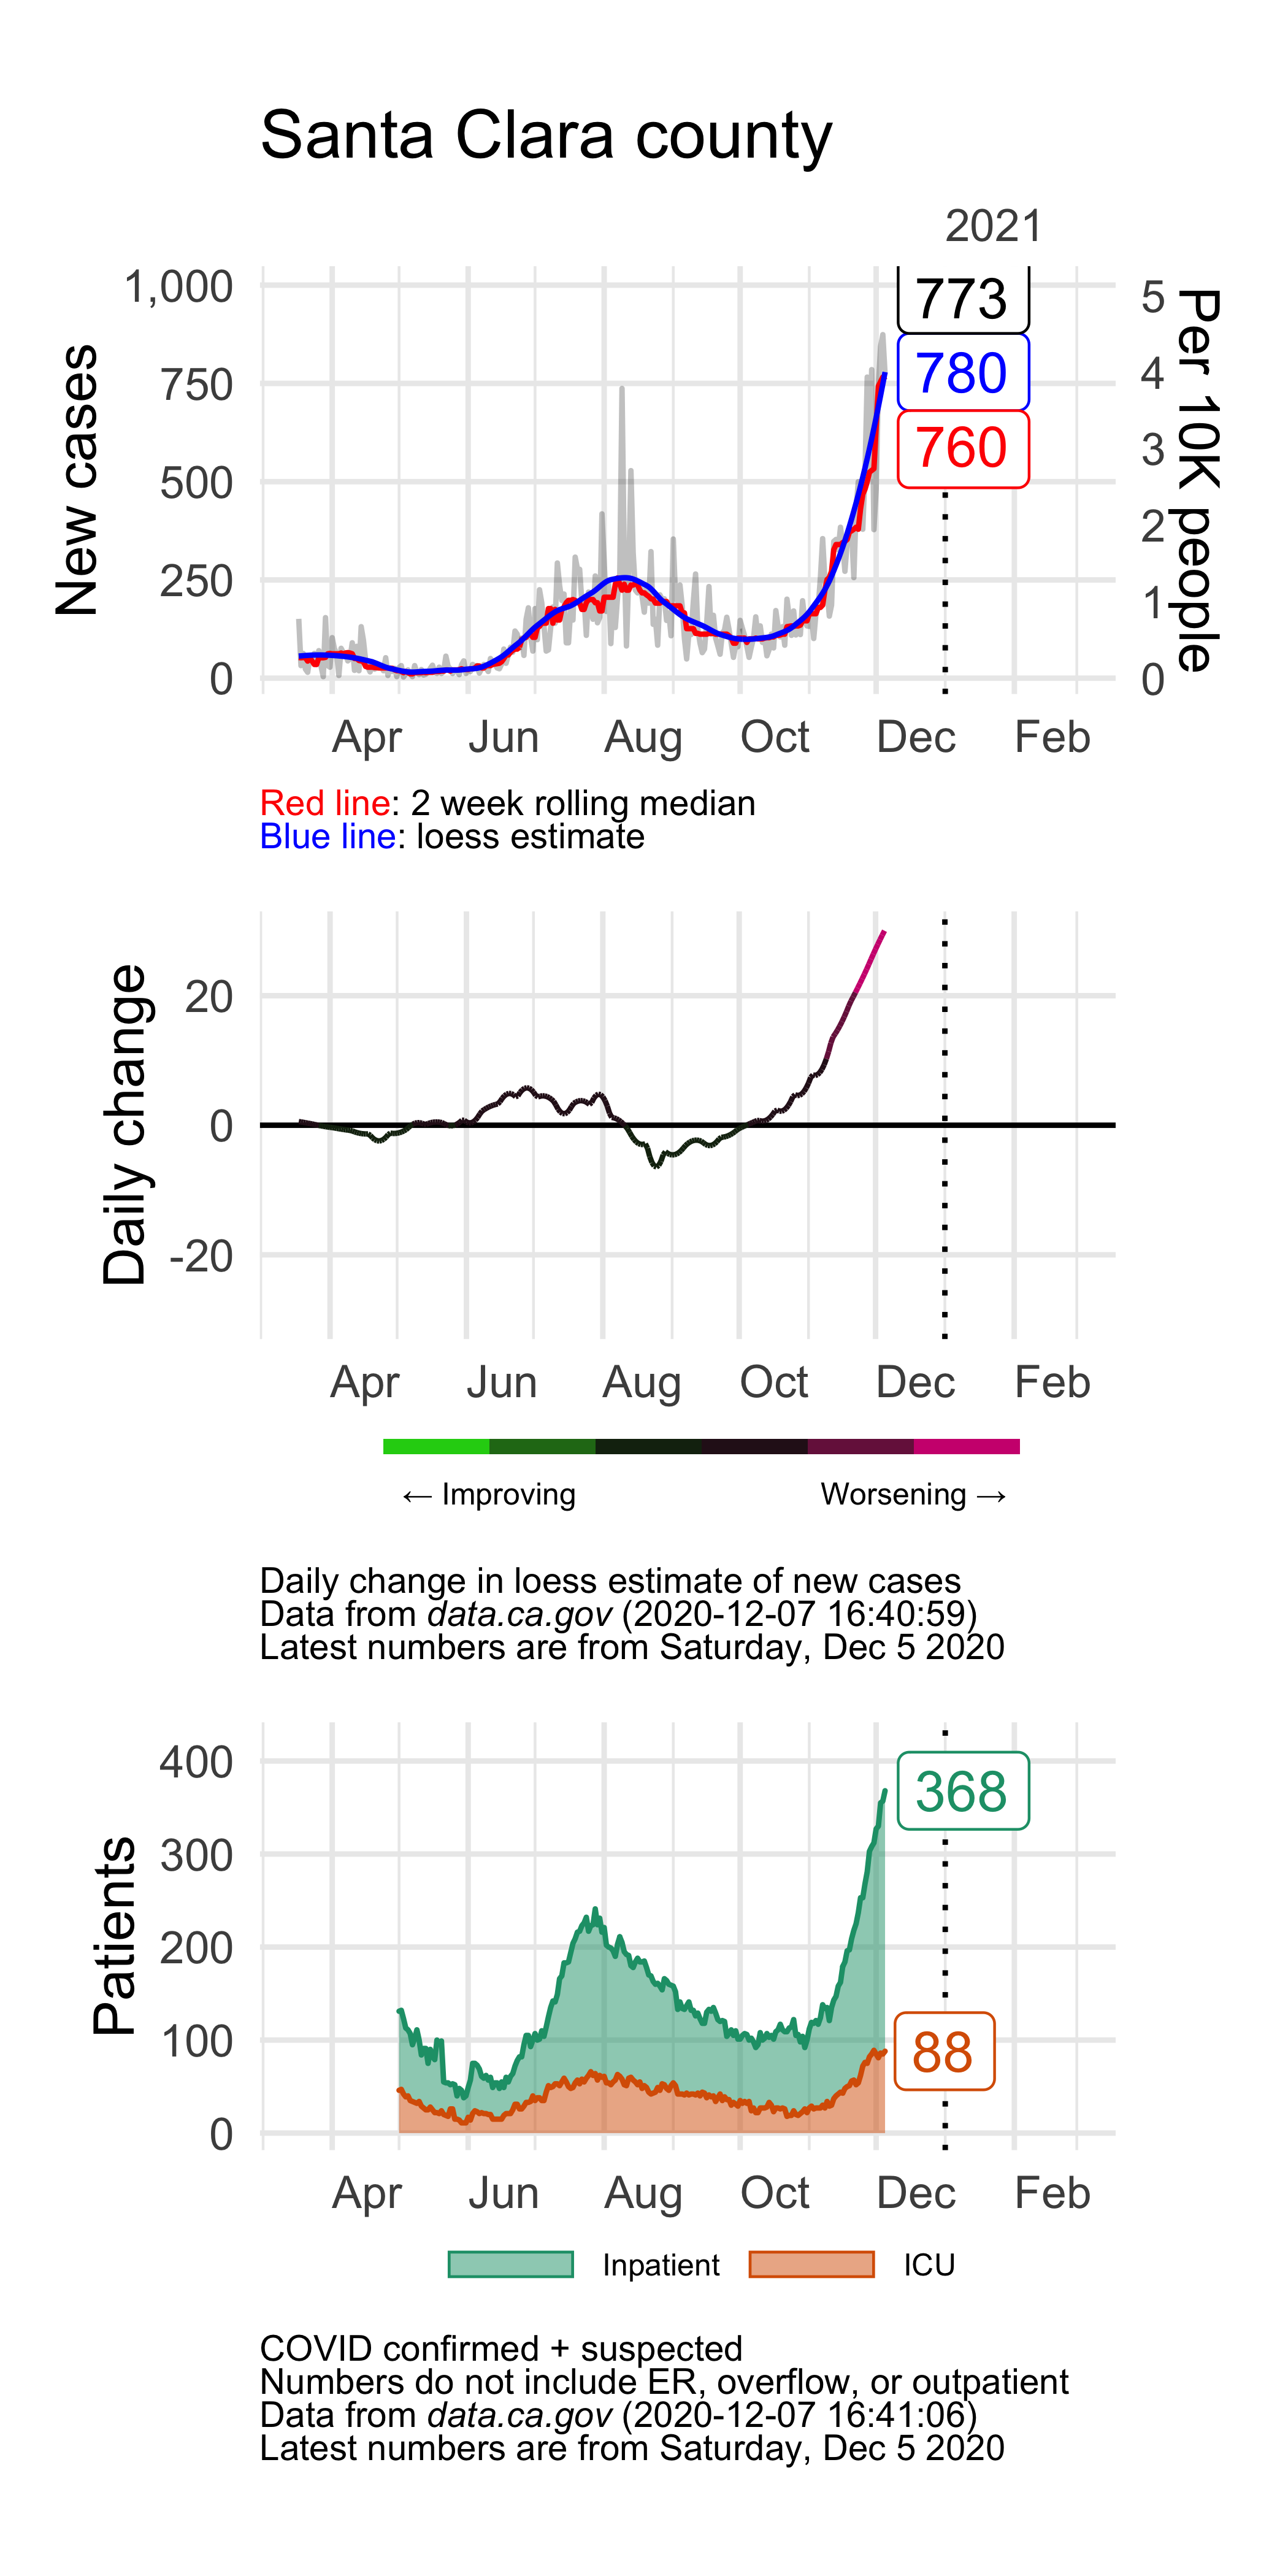 Santa Clara county
2021
1,000
750
500
250
0
New cases
773
780
760
5
4
3
2
1
0
Per 10K people
Apr Jun Aug Oct Dec Feb
Red line: 2 week rolling median
Blue line: loess estimate
20
0
-20
Daily change
Apr Jun Aug Oct Dec Feb
← Improving Worsening →
Daily change in loess estimate of new cases
Data from data.ca.gov (2020-12-07 16:40:59)
Latest numbers are from Saturday, Dec 5 2020
400
300
200
100
0
Patients
368
88
Apr Jun Aug Oct Dec Feb
Inpatient ICU
COVID confirmed + suspected
Numbers do not include ER, overflow, or outpatient
Data from data.ca.gov (2020-12-07 16:41:06)
Latest numbers are from Saturday, Dec 5 2020